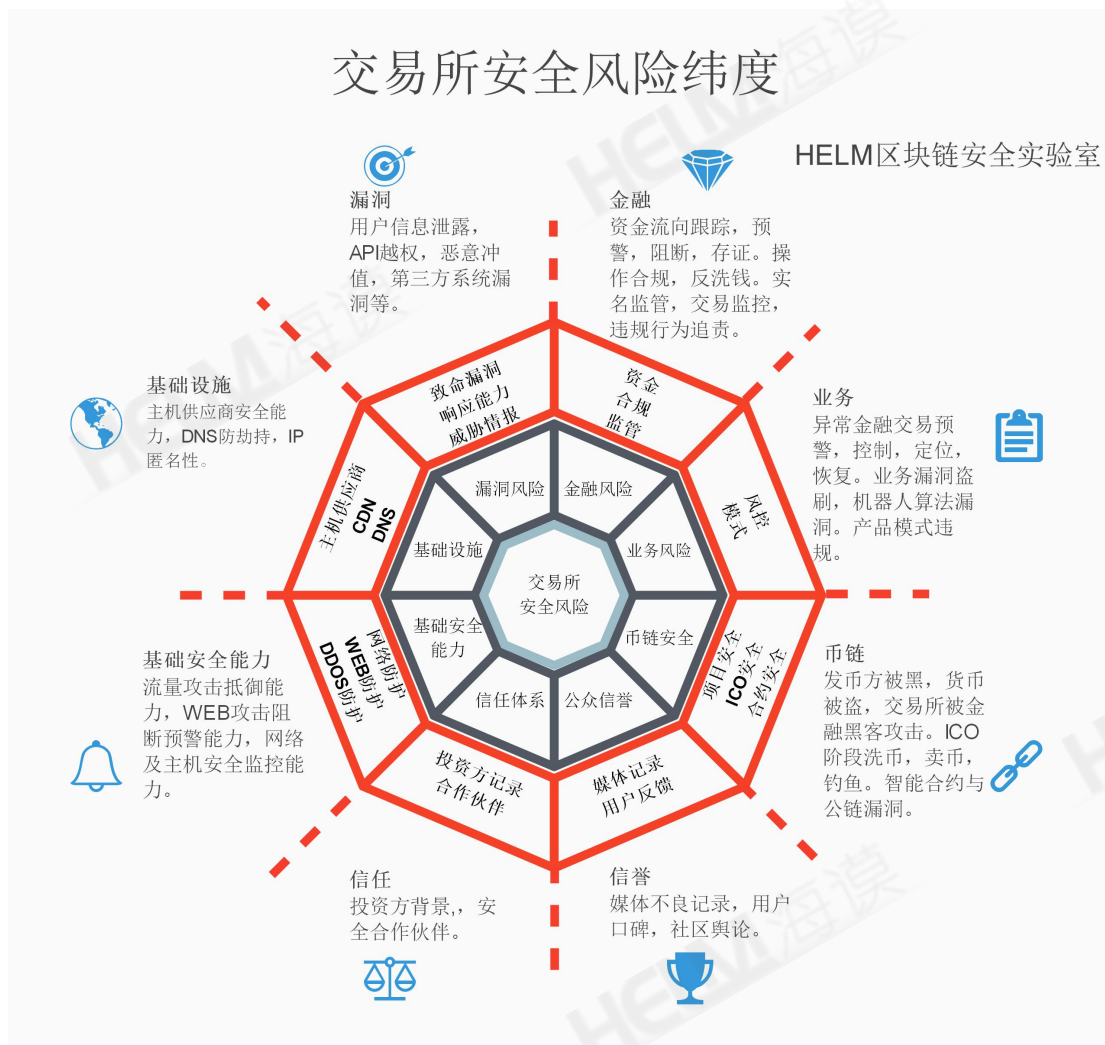 交易所安全风险纬度
HELM区块链安全实验室
漏洞
用户信息泄露，
API越权，恶意冲
值，第三方系统漏
洞等。
金融
资金流向跟踪，预
警，阻断，存证。操
作合规，反洗钱。实
名监管，交易监控，
违规行为追责。
基础设施
主机供应商安全能
力，DNS防劫持，IP
匿名性。
业务
异常金融交易预
警，控制，定位，
恢复。业务漏洞盗
刷，机器人算法漏
洞。产品模式违
规。
致命漏洞
响应能力
威胁情报
资金
合规
监管
主机供应商
CDN
DNS
风控
模式
漏洞风险
金融风险
基础设施
业务风险
交易所
安全风险
基础安全
能力
币链安全
信任体系
公众信誉
网络防护
WEB防护
DDOS防护
项目安全
ICO安全
合约安全
投资方记录
合作伙伴
媒体记录
用户反馈
基础安全能力
流量攻击抵御能
力，WEB攻击阻
断预警能力，网络
及主机安全监控能
力。
币链
发币方被黑，货币
被盗，交易所被金
融黑客攻击。ICO
阶段洗币，卖币，
钓鱼。智能合约与
公链漏洞。
信任
投资方背景,，安
全合作伙伴。
信誉
媒体不良记录，用户
口碑，社区舆论。
HELM海谟
HELM海谟
HELM海谟